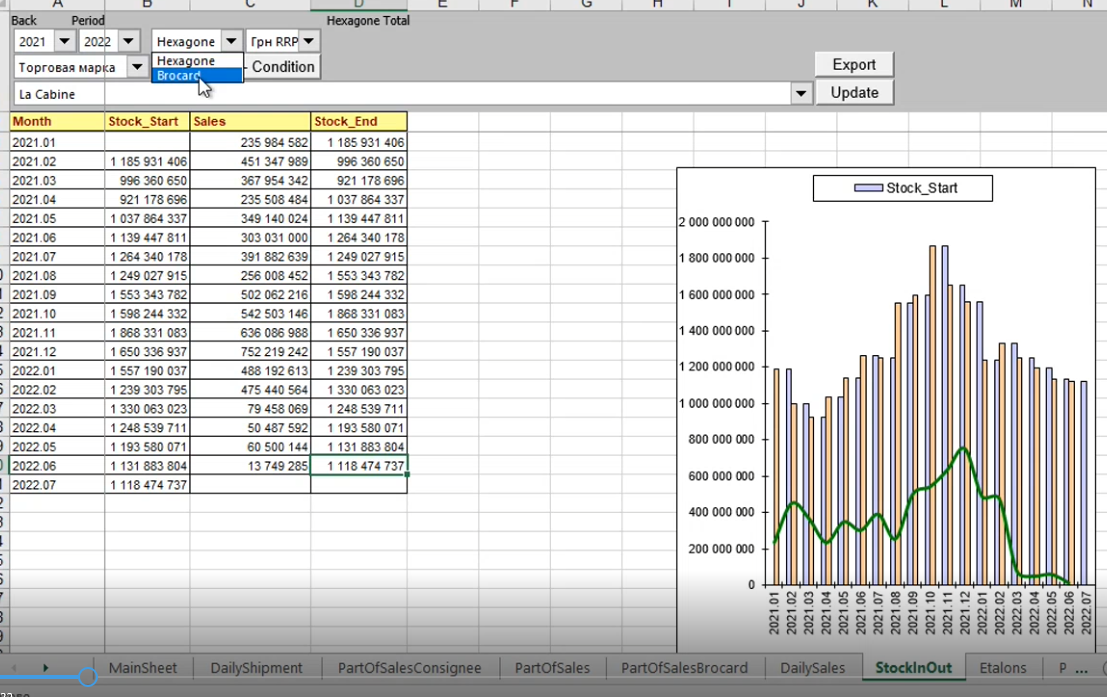 A B C D E F G H I J K L M N
Back Period Hexagone Total
2021 2022 Hexagone Грн RRP
Hexagone
Торговая марка Brocard - Condition Export
La Cabine Update
Month Stock_Start Sales Stock_End
2021.01 235 984 582 1 185 931 406
2021.02 1 185 931 406 451 347 989 996 360 650
2021.03 996 360 650 367 954 342 921 178 696
2021.04 921 178 696 235 508 484 1 037 864 337
2021.05 1 037 864 337 349 140 024 1 139 447 811
2021.06 1 139 447 811 303 031 000 1 264 340 178
2021.07 1 264 340 178 391 882 639 1 249 027 915
2021.08 1 249 027 915 256 008 452 1 553 343 782
2021.09 1 553 343 782 502 062 216 1 598 244 332
2021.10 1 598 244 332 542 503 146 1 868 331 083
2021.11 1 868 331 083 636 086 988 1 650 336 937
2021.12 1 650 336 937 752 219 242 1 557 190 037
2022.01 1 557 190 037 488 192 613 1 239 303 795
2022.02 1 239 303 795 475 440 564 1 330 063 023
2022.03 1 330 063 023 79 458 069 1 248 539 711
2022.04 1 248 539 711 50 487 592 1 193 580 071
2022.05 1 193 580 071 60 500 144 1 131 883 804
2022.06 1 131 883 804 13 749 285 1 118 474 737
2022.07 1 118 474 737
Stock_Start
2 000 000 000
1 800 000 000
1 600 000 000
1 400 000 000
1 200 000 000
1 000 000 000
800 000 000
600 000 000
400 000 000
200 000 000
0
2021.01 2021.02 2021.03 2021.04 2021.05 2021.06 2021.07 2021.08 2021.09 2021.10 2021.11 2021.12 2022.01 2022.02 2022.03 2022.04 2022.05 2022.06 2022.07
MainSheet DailyShipment PartOfSalesConsignee PartOfSales PartOfSalesBrocard DailySales StockInOut Etalons P ...